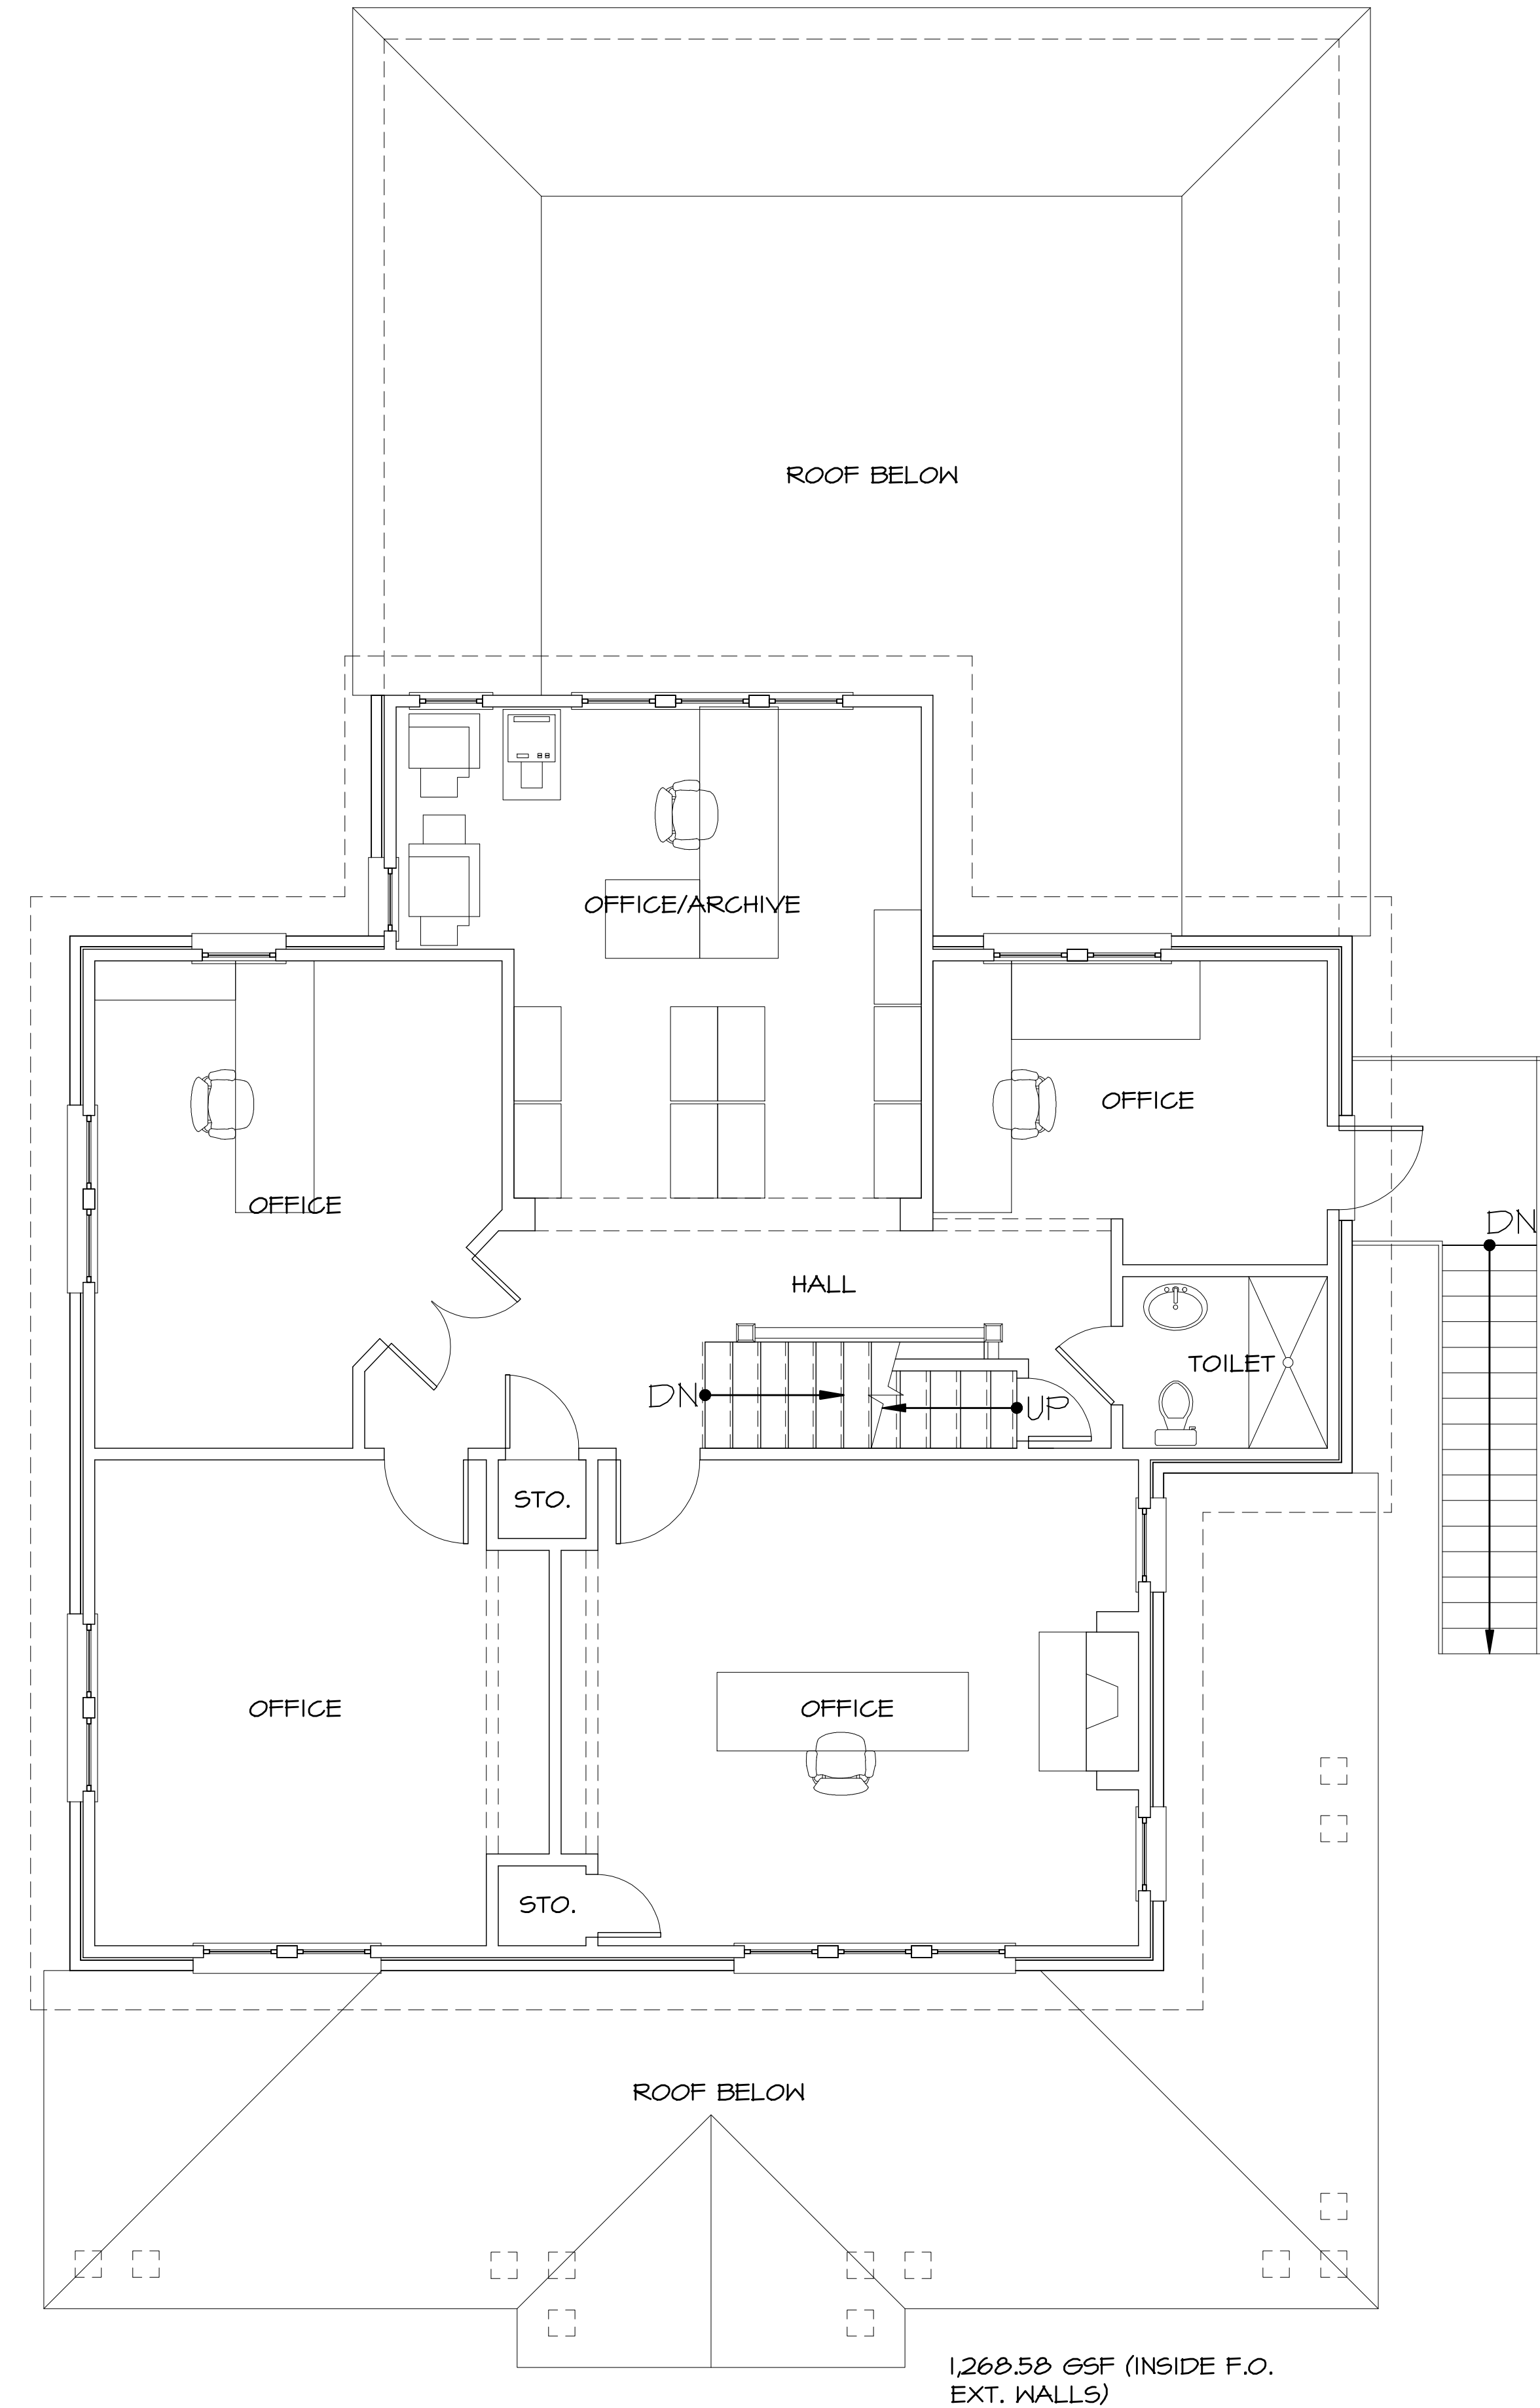 ROOF BELOW
OFFICE/ARCHIVE
OFFICE
OFFICE
DN
HALL
TOILET
DN
UP
STO.
OFFICE
OFFICE
STO.
ROOF BELOW
1,268.58 GSF (INSIDE F.O.
EXT. WALLS)